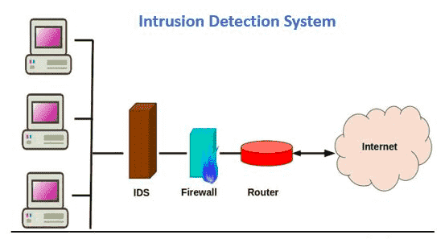 Intrusion Detection System
Internet
IDS
Firewall
Router